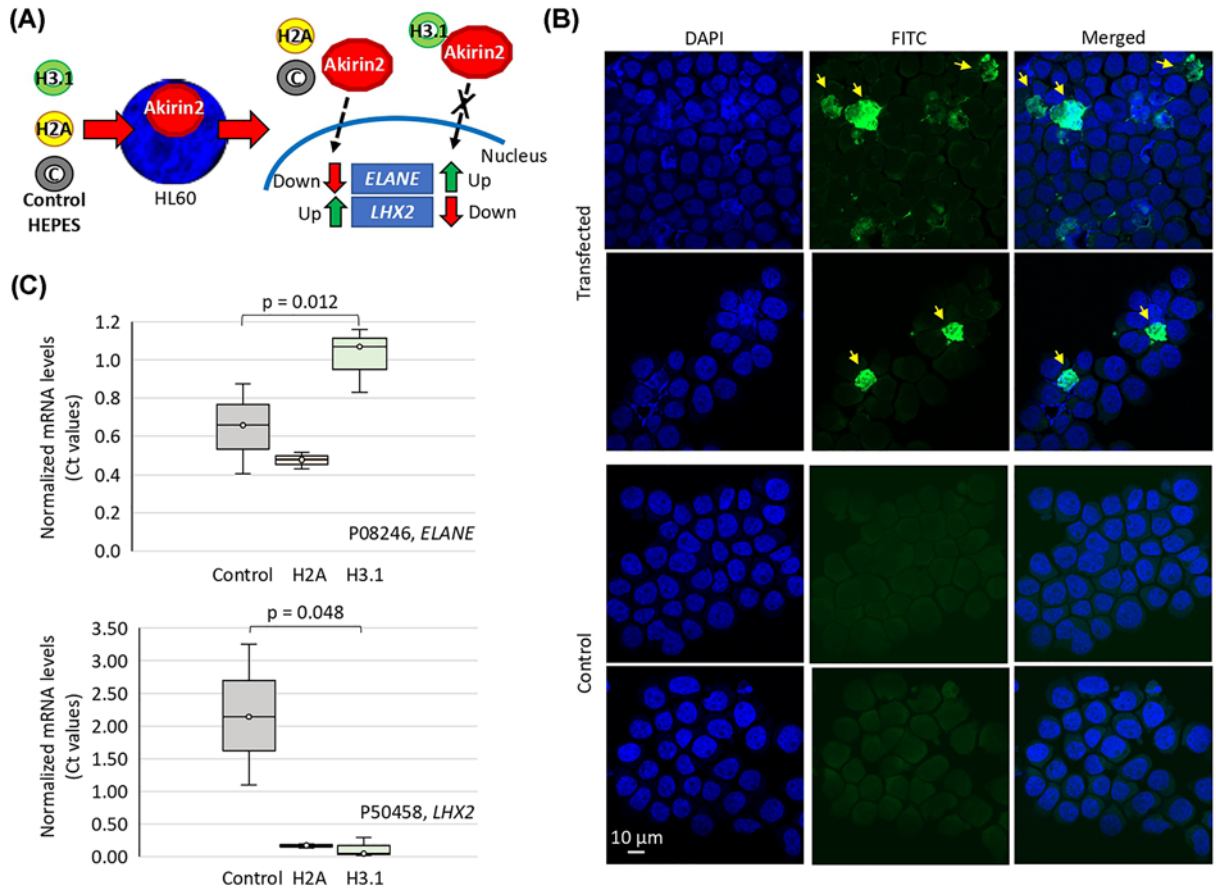 (A)
H3.1
H2A
C
Control
HEPES
Akirin2
HL60
H2A
C
Akirin2
H3.1
Akirin2
X
Nucleus
Down ELANE Up
Up LHX2 Down
(B)
DAPI FITC Merged
Transfected
Control
10 µm
(C)
p = 0.012
Normalized mRNA levels
(Ct values)
1.2
1.0
0.8
0.6
0.4
0.2
0.0
P08246, ELANE
Control H2A H3.1
p = 0.048
Normalized mRNA levels
(Ct values)
3.50
3.00
2.50
2.00
1.50
1.00
0.50
0.00
P50458, LHX2
Control H2A H3.1